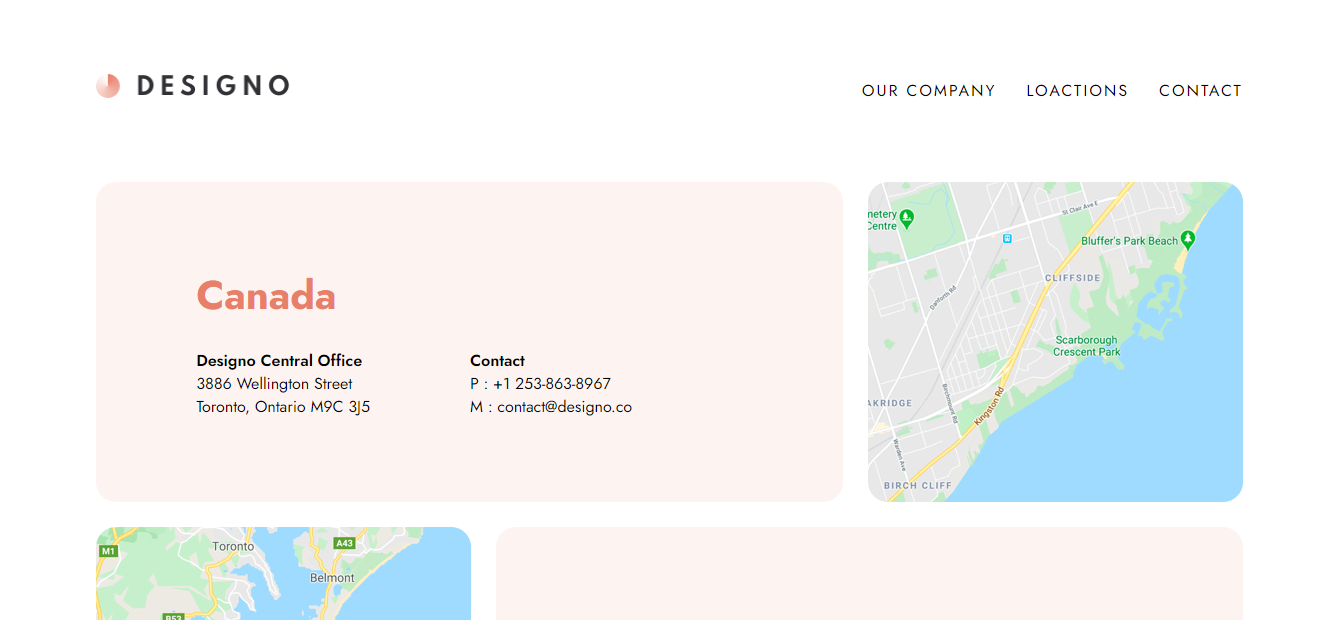 DESIGNO
OUR COMPANY LOACTIONS CONTACT
Canada
Designo Central Office
3886 Wellington Street
Toronto, Ontario M9C 3J5
Contact
P : +1 253-863-8967
M : contact@designo.co
metery
Centre
St Clair Ave E
Bluffer's Park Beach
CLIFFSIDE
Danforth Rd
Scarborough
Crescent Park
Birchmount Rd
Kingston Rd
AKRIDGE
Warden Ave
BIRCH CLIFF
M1
Toronto
A43
Belmont